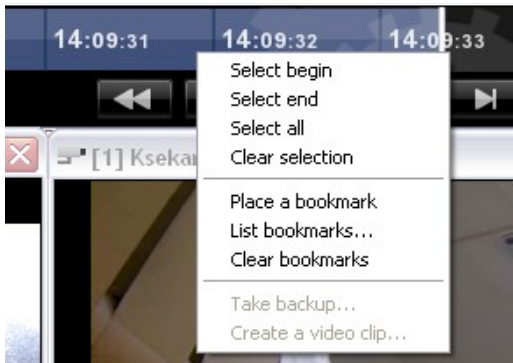 14:09:31 14:09:32 14:09:33
Select begin
Select end
Select all
Clear selection
[1] Ksekar
Place a bookmark
List bookmarks...
Clear bookmarks
Take backup...
Create a video clip...